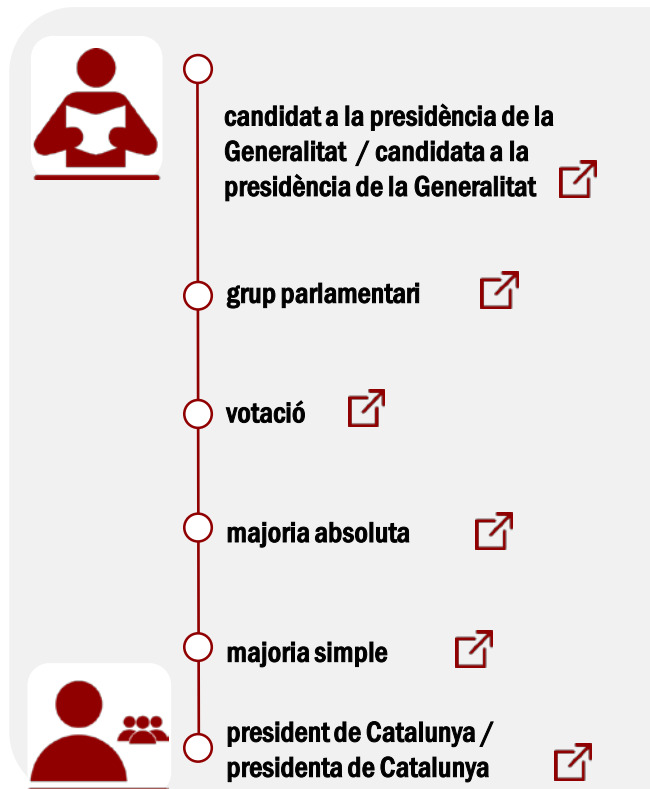 candidat a la presidència de la
Generalitat / candidata a la
presidència de la Generalitat
grup parlamentari
votació
majoria absoluta
majoria simple
president de Catalunya /
presidenta de Catalunya